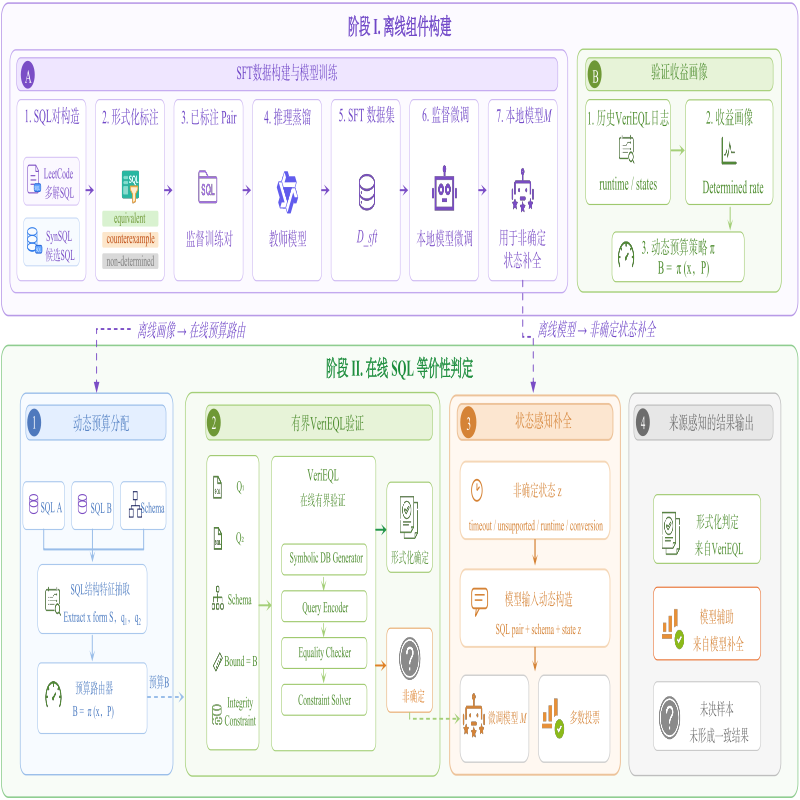 阶段 I. 离线组件构建
A
SFT数据构建与模型训练
1. SQL对构造
LeetCode
多解SQL
SynSQL
候选SQL
2. 形式化标注
SQL
equivalent
counterexample
non-determined
3. 已标注 Pair
SQL
监督训练对
4. 推理蒸馏
教师模型
5. SFT 数据集
D_sft
6. 监督微调
本地模型微调
7. 本地模型M
用于非确定
状态补全
B
验证收益画像
1. 历史VeriEQL日志
runtime / states
2. 收益画像
Determined rate
3. 动态预算策略 π
B = π (x, P)
离线画像 → 在线预算路由
离线模型 → 非确定状态补全
阶段 II. 在线 SQL 等价性判定
1
动态预算分配
SQL A
SQL B
Schema
SQL结构特征抽取
Extract x form S, q₁, q₂
预算路由器
B = π (x, P)
预算B
2
有界VeriEQL验证
Q₁
Q₂
Schema
Bound = B
Integrity
Constraint
VeriEQL
在线有界验证
Symbolic DB Generator
Query Encoder
Equality Checker
Constraint Solver
形式化确定
非确定
3
状态感知补全
非确定状态 z
timeout / unsupported / runtime / conversion
模型输入动态构造
SQL pair + schema + state z
微调模型 M
多数投票
4
来源感知的结果输出
形式化判定
来自VeriEQL
模型辅助
来自模型补全
未决样本
未形成一致结果